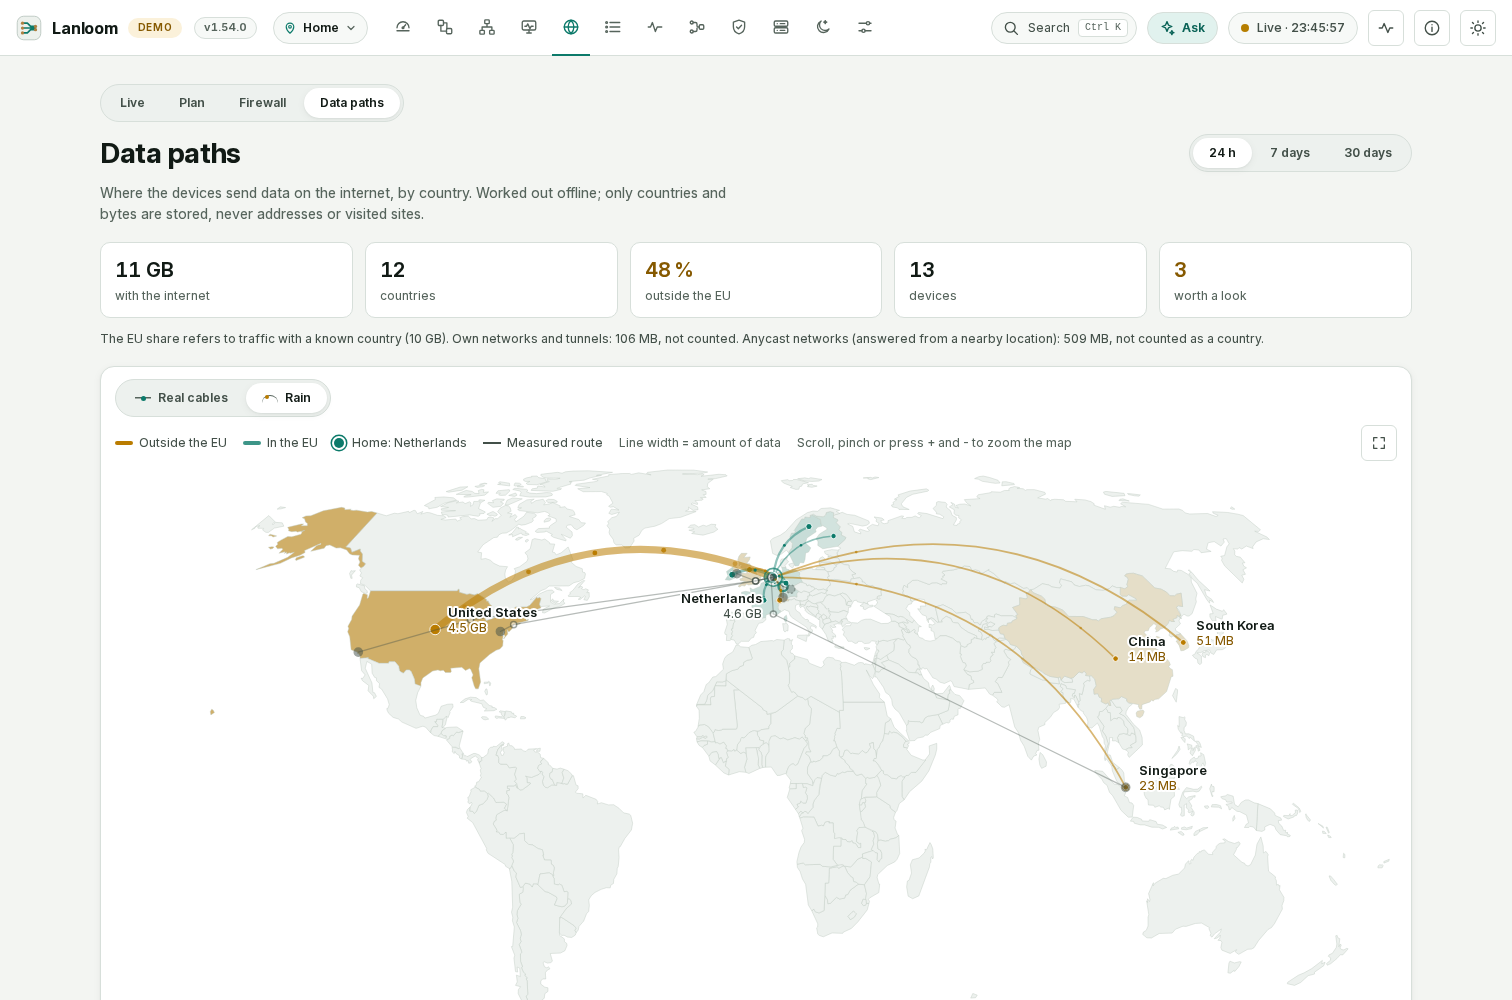 Lanloom DEMO v1.54.0 Home Search Ctrl K Ask Live · 23:45:57
Live Plan Firewall Data paths
Data paths
24 h 7 days 30 days
Where the devices send data on the internet, by country. Worked out offline; only countries and
bytes are stored, never addresses or visited sites.
11 GB
with the internet
12
countries
48 %
outside the EU
13
devices
3
worth a look
The EU share refers to traffic with a known country (10 GB). Own networks and tunnels: 106 MB, not counted. Anycast networks (answered from a nearby location): 509 MB, not counted as a country.
Real cables Rain
Outside the EU In the EU Home: Netherlands Measured route Line width = amount of data Scroll, pinch or press + and - to zoom the map
United States
4.5 GB
Netherlands
4.6 GB
South Korea
51 MB
China
14 MB
Singapore
23 MB